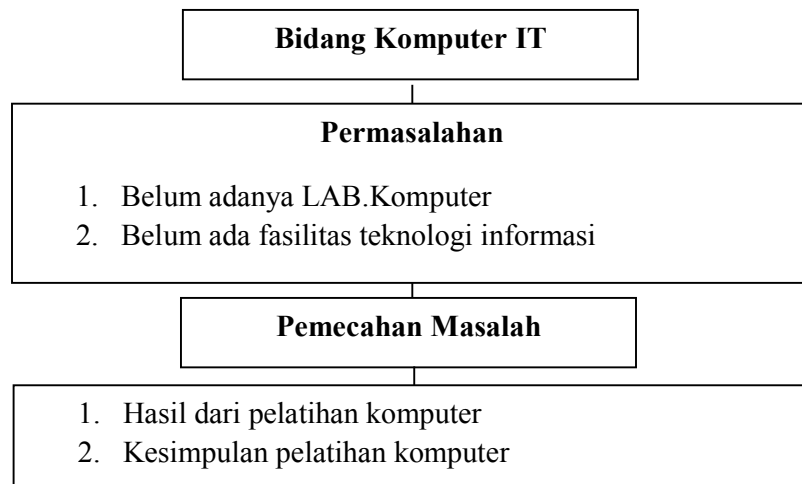 Bidang Komputer IT
Permasalahan
1. Belum adanya LAB.Komputer
2. Belum ada fasilitas teknologi informasi
Pemecahan Masalah
1. Hasil dari pelatihan komputer
2. Kesimpulan pelatihan komputer